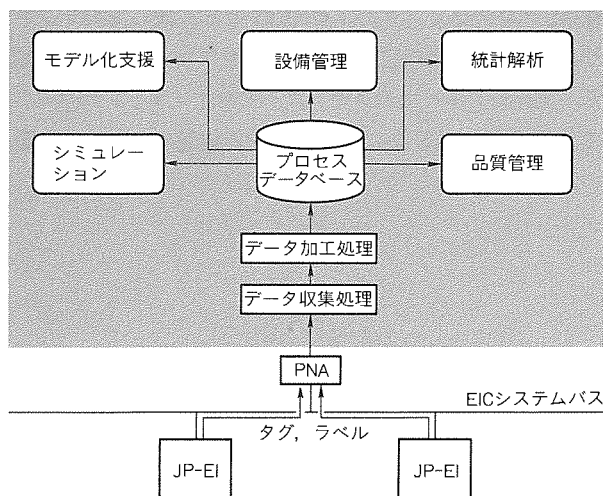 モデル化支援
設備管理
統計解析
シミュレー
ション
プロセス
データベース
品質管理
データ加工処理
データ収集処理
PNA
EICシステムバス
タグ，ラベル
JP-EI
JP-EI